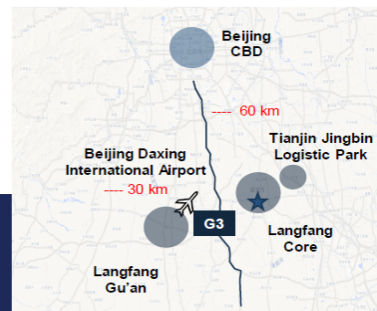 Beijing
CBD
---- 60 km
Tianjin Jingbin
Logistic Park
Beijing Daxing
International Airport
---- 30 km
G3
Langfang
Core
Langfang
Gu'an